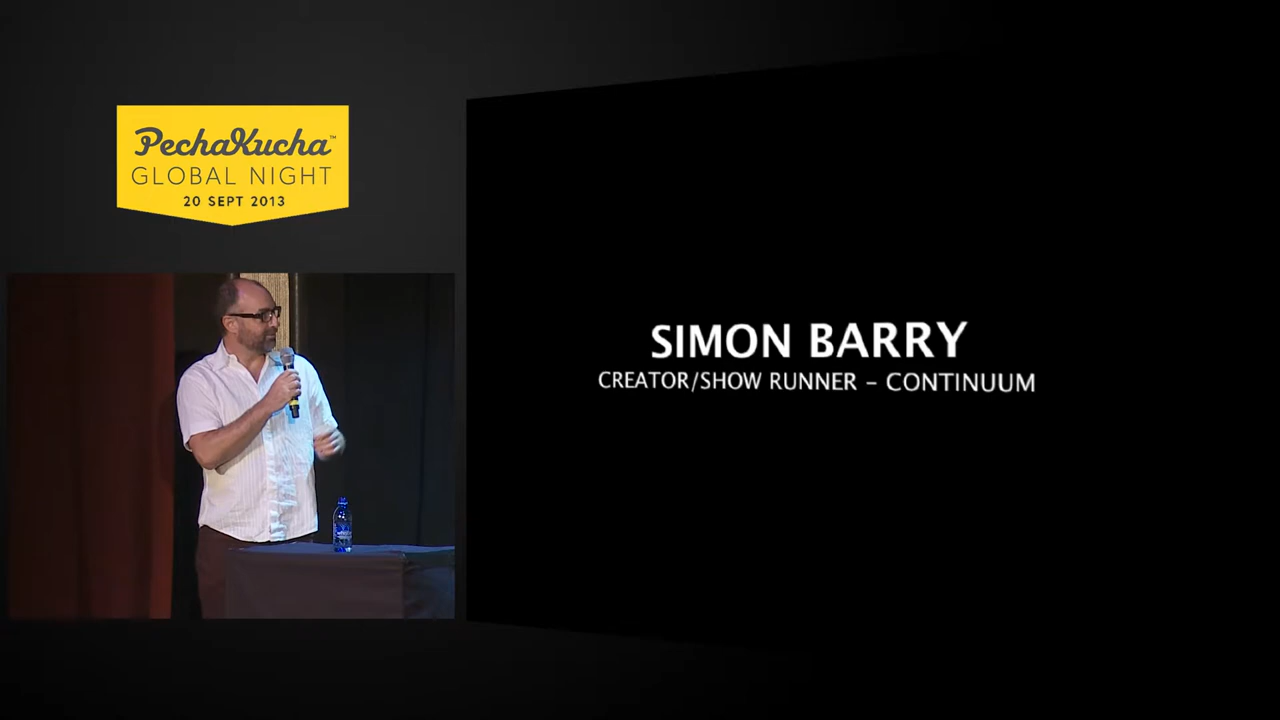 PechaKucha™
GLOBAL NIGHT
20 SEPT 2013
SIMON BARRY
CREATOR/SHOW RUNNER – CONTINUUM